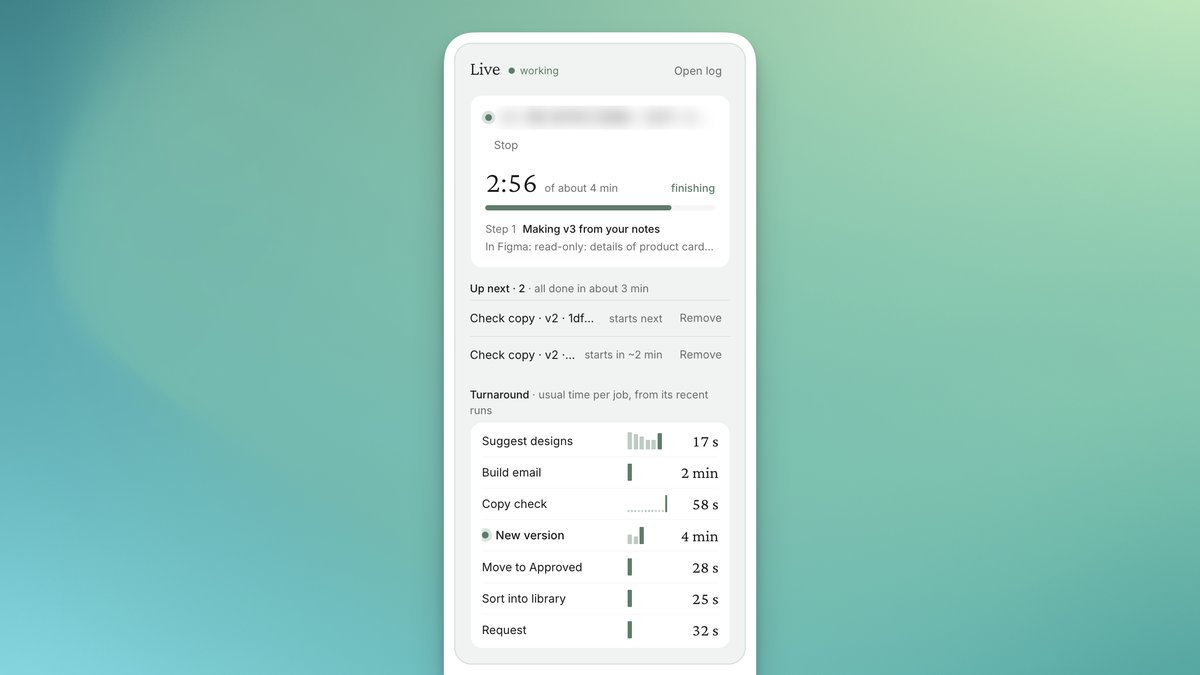 Live working Open log
Stop
2:56 of about 4 min finishing
Step 1 Making v3 from your notes
In Figma: read-only: details of product card...
Up next · 2 · all done in about 3 min
Check copy · v2 · 1df... starts next Remove
Check copy · v2 ·... starts in ~2 min Remove
Turnaround · usual time per job, from its recent
runs
Suggest designs 17 s
Build email 2 min
Copy check 58 s
New version 4 min
Move to Approved 28 s
Sort into library 25 s
Request 32 s